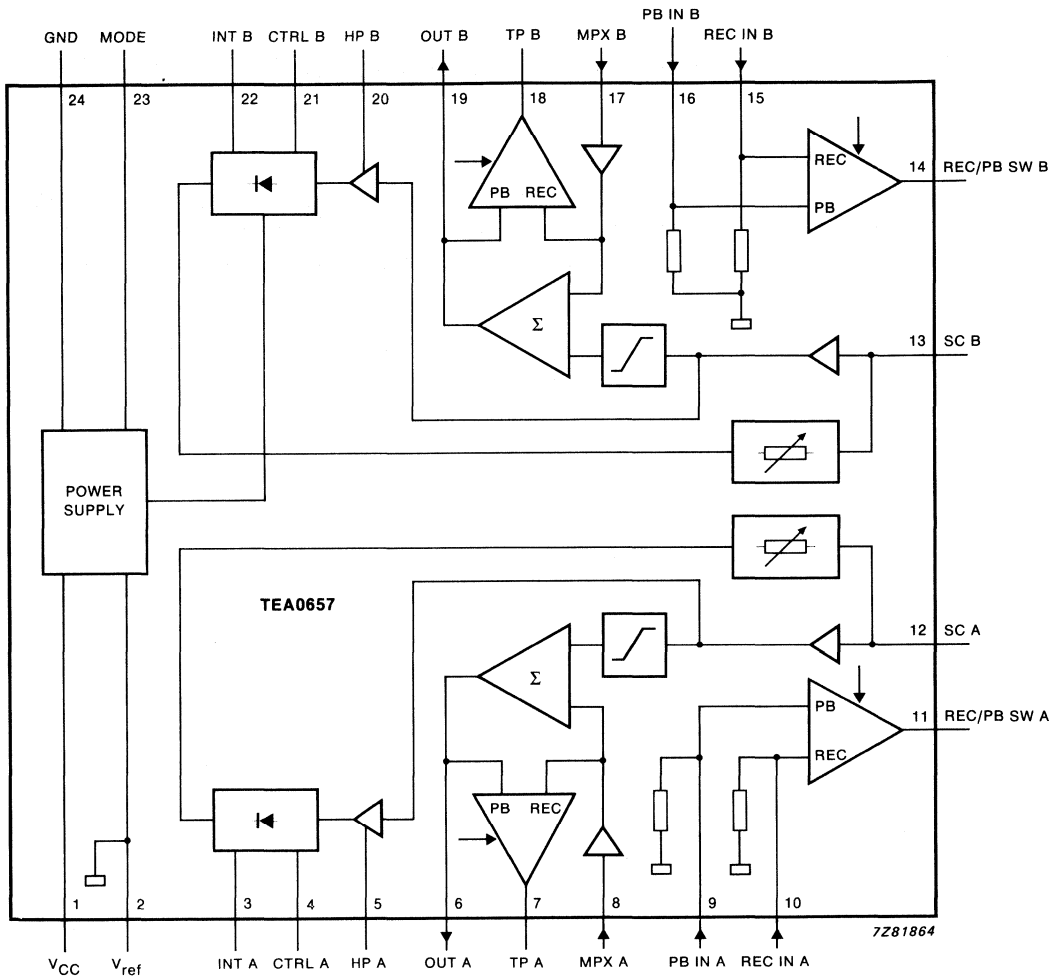 PB IN B
GND MODE INT B CTRL B HP B OUT B TP B MPX B REC IN B
24 23 22 21 20 19 18 17 16 15
REC
14 REC/PB SW B
PB REC
PB
Σ
13 SC B
POWER
SUPPLY
TEA0657
12 SC A
Σ
PB
11 REC/PB SW A
REC
PB REC
1 2 3 4 5 6 7 8 9 10
7Z81864
VCC Vref INT A CTRL A HP A OUT A TP A MPX A PB IN A REC IN A